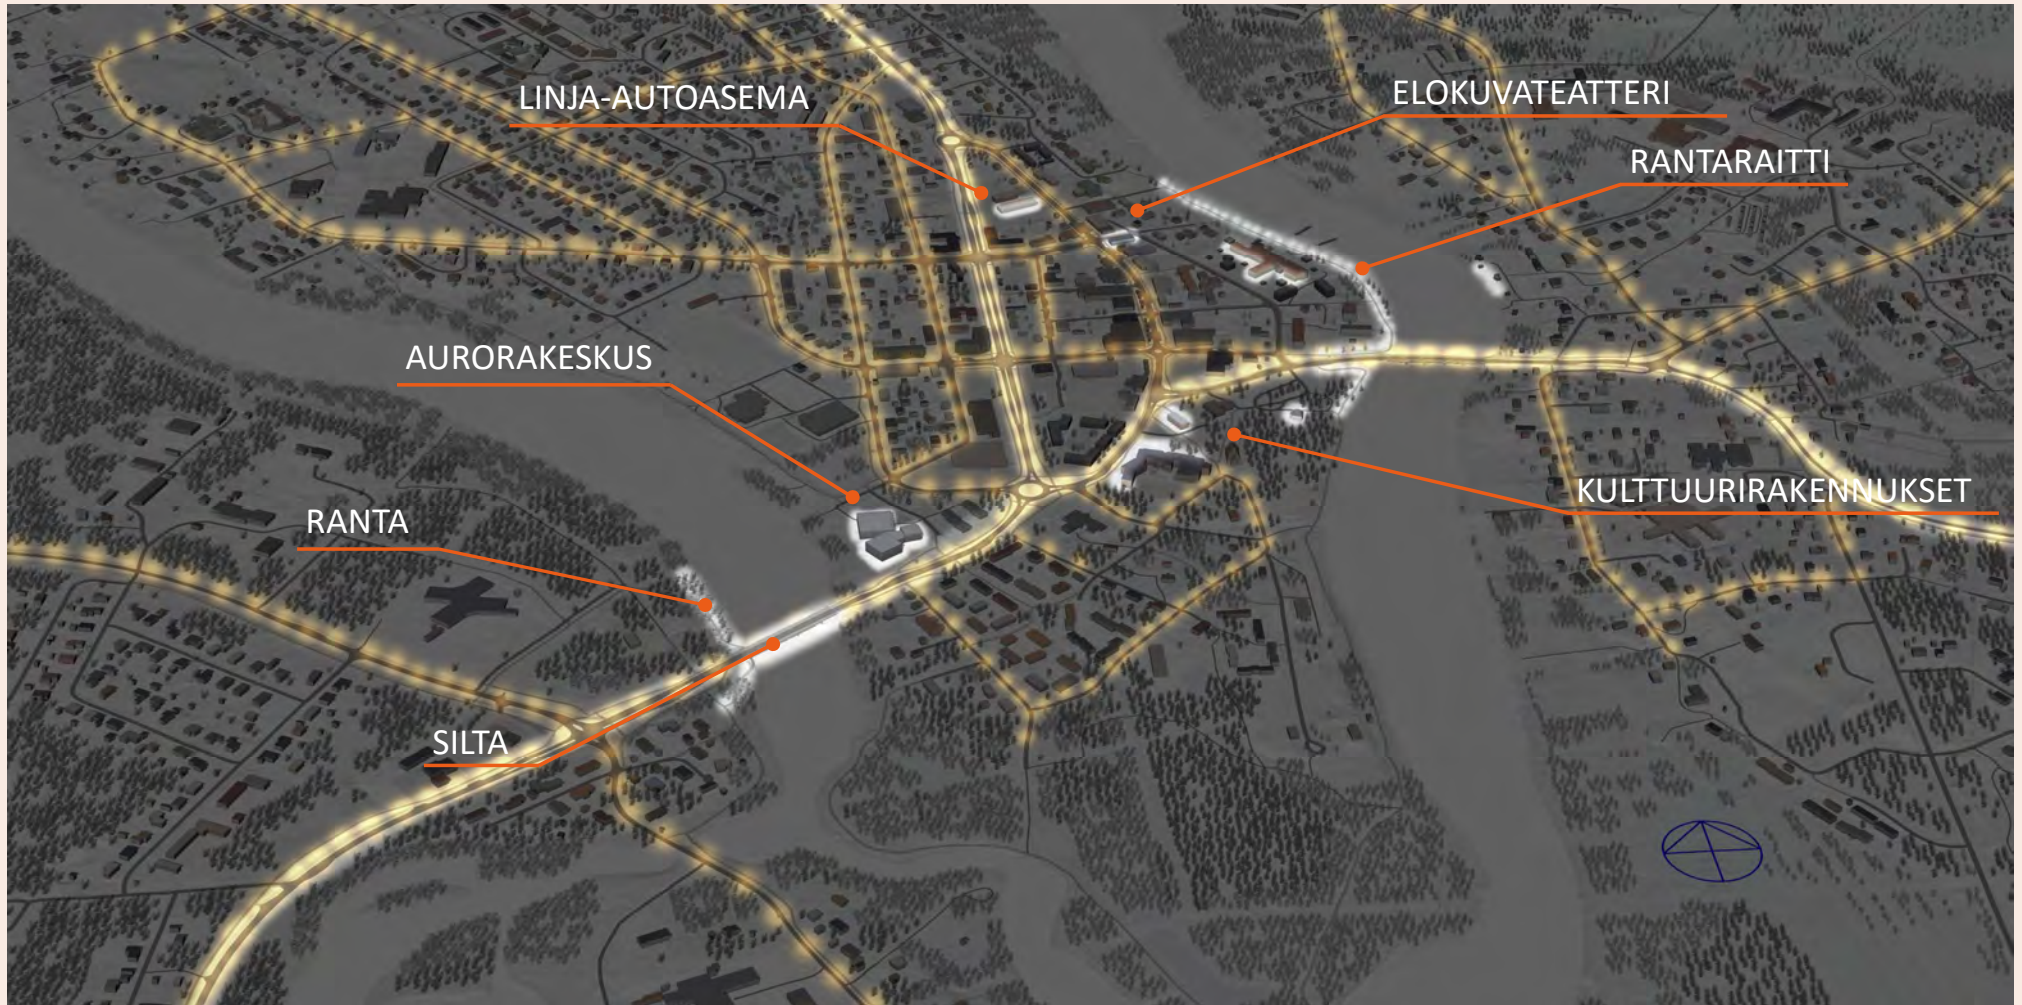 LINJA-AUTOASEMA
ELOKUVATEATTERI
RANTARAITTI
AURORAKESKUS
RANTA
KULTTUURIRAKENNUKSET
SILTA